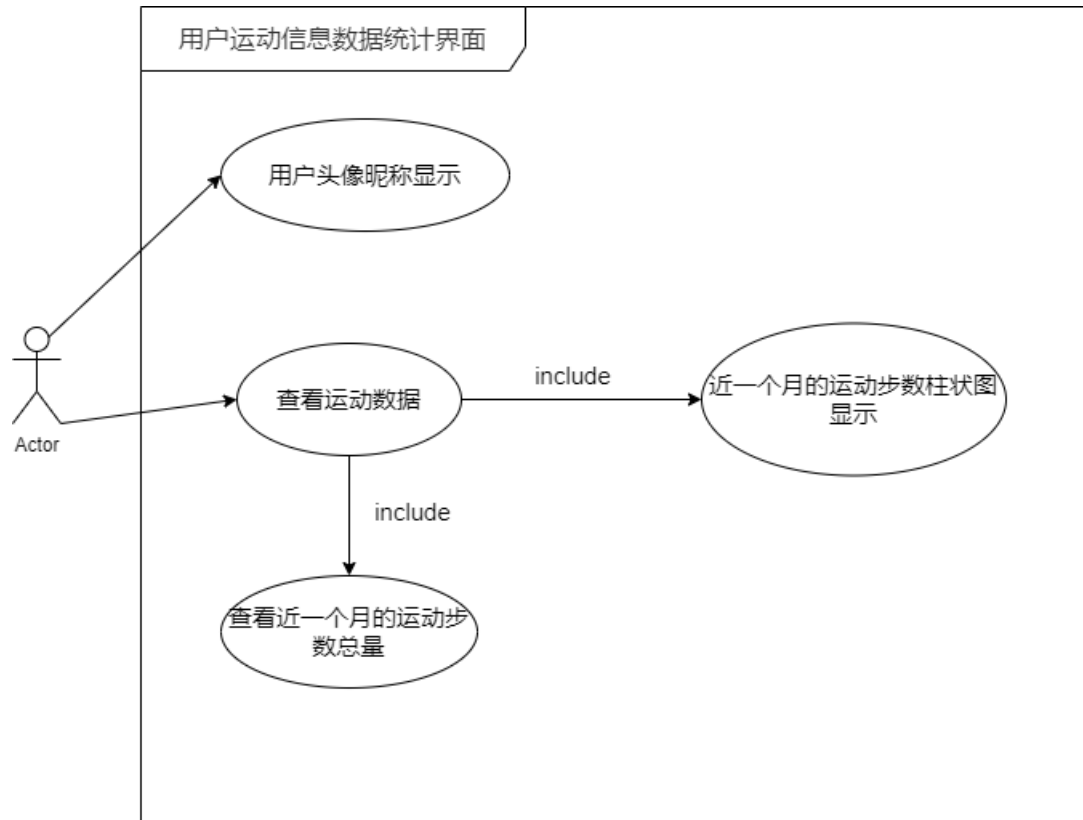 用户运动信息数据统计界面
用户头像昵称显示
Actor
查看运动数据
include
近一个月的运动步数柱状图
显示
include
查看近一个月的运动步
数总量